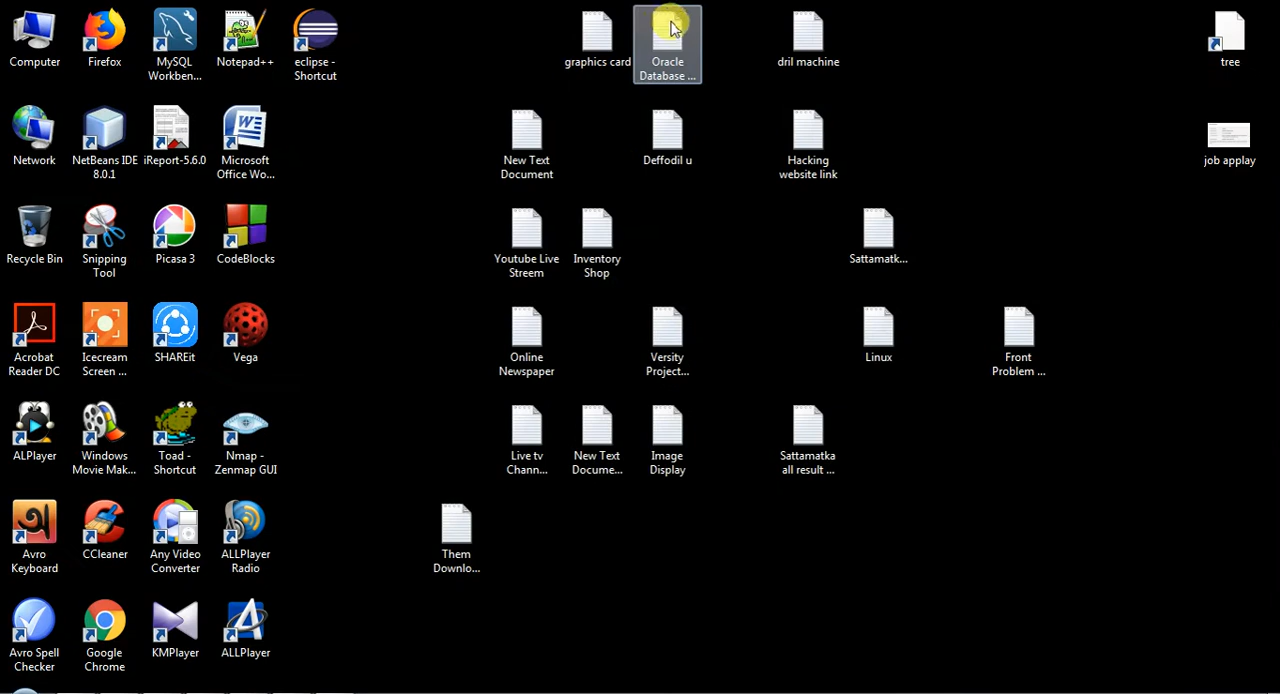 Computer
Firefox
MySQL
Workben...
Notepad++
eclipse -
Shortcut
graphics card
Oracle
Database ...
dril machine
tree
Network
NetBeans IDE
8.0.1
iReport-5.6.0
Microsoft
Office Wo...
New Text
Document
Deffodil u
Hacking
website link
job applay
Recycle Bin
Snipping
Tool
Picasa 3
CodeBlocks
Youtube Live
Streem
Inventory
Shop
Sattamatk...
Acrobat
Reader DC
Icecream
Screen ...
SHAREit
Vega
Online
Newspaper
Versity
Project...
Linux
Front
Problem ...
ALPlayer
Windows
Movie Mak...
Toad -
Shortcut
Nmap -
Zenmap GUI
Live tv
Chann...
New Text
Docume...
Image
Display
Sattamatka
all result ...
Avro
Keyboard
CCleaner
Any Video
Converter
ALLPlayer
Radio
Them
Downlo...
Avro Spell
Checker
Google
Chrome
KMPlayer
ALLPlayer